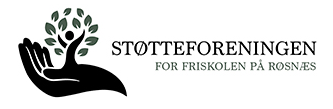 STØTTEFORENINGEN
FOR FRISKOLEN PÅ RØSNÆS